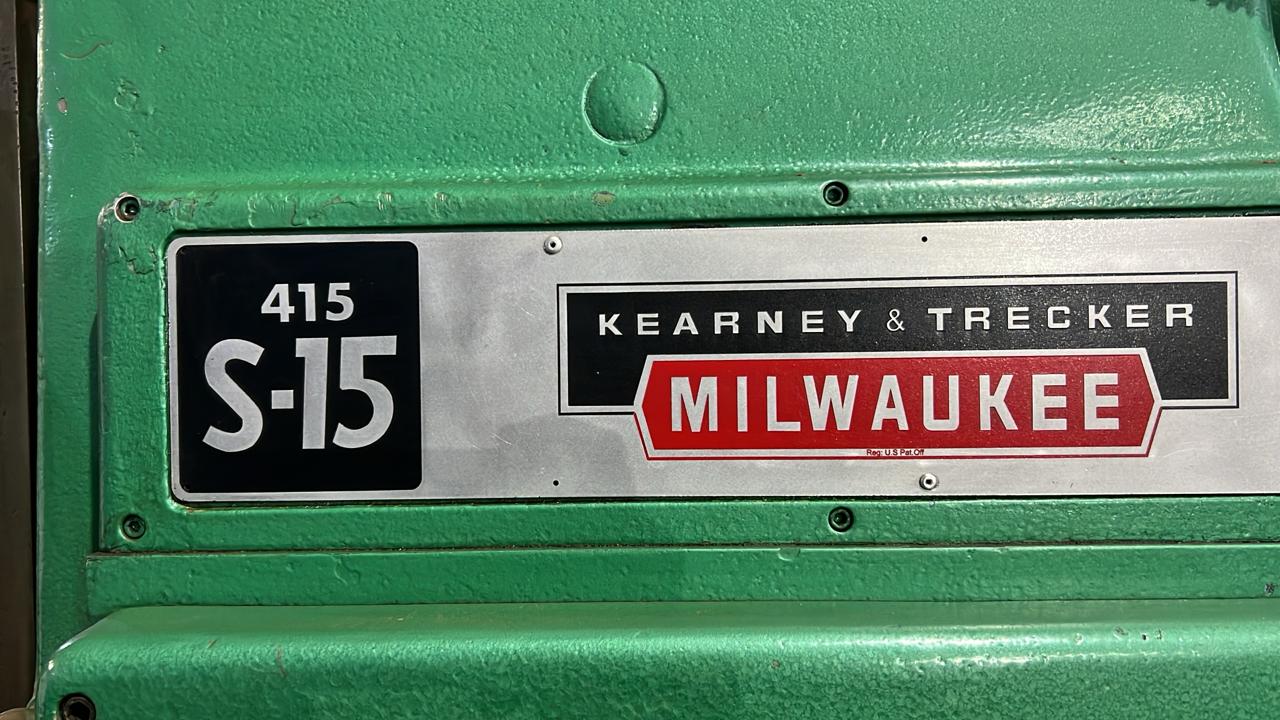 415
S-15
KEARNEY & TRECKER
MILWAUKEE
Reg: U.S Pat.Off